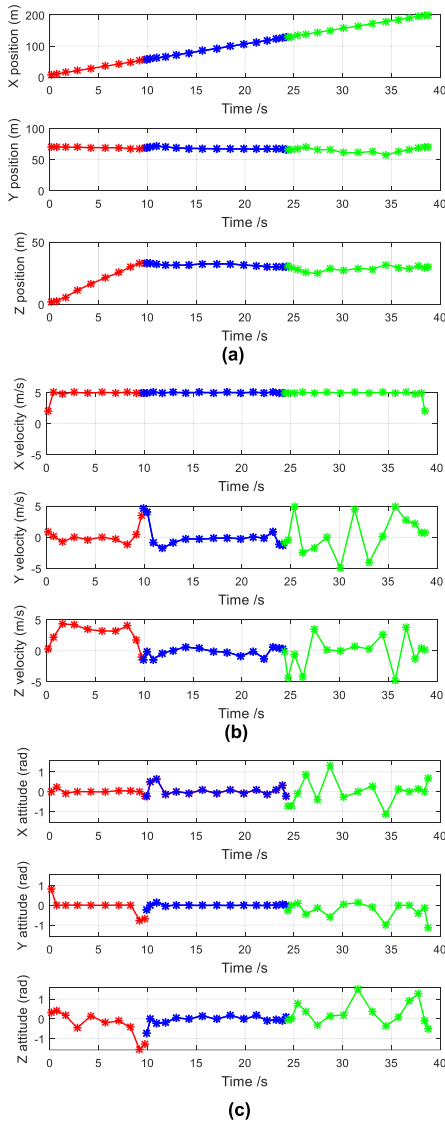 X position (m)
200
100
0
0 5 10 15 20 25 30 35 40
Time /s
Y position (m)
100
50
0
0 5 10 15 20 25 30 35 40
Time /s
Z position (m)
50
0
0 5 10 15 20 25 30 35 40
Time /s
(a)
X velocity (m/s)
5
0
-5
0 5 10 15 20 25 30 35 40
Time /s
Y velocity (m/s)
5
0
-5
0 5 10 15 20 25 30 35 40
Time /s
Z velocity (m/s)
5
0
-5
0 5 10 15 20 25 30 35 40
Time /s
(b)
X attitude (rad)
1
0
-1
0 5 10 15 20 25 30 35 40
Time /s
Y attitude (rad)
1
0
-1
0 5 10 15 20 25 30 35 40
Time /s
Z attitude (rad)
1
0
-1
0 5 10 15 20 25 30 35 40
Time /s
(c)